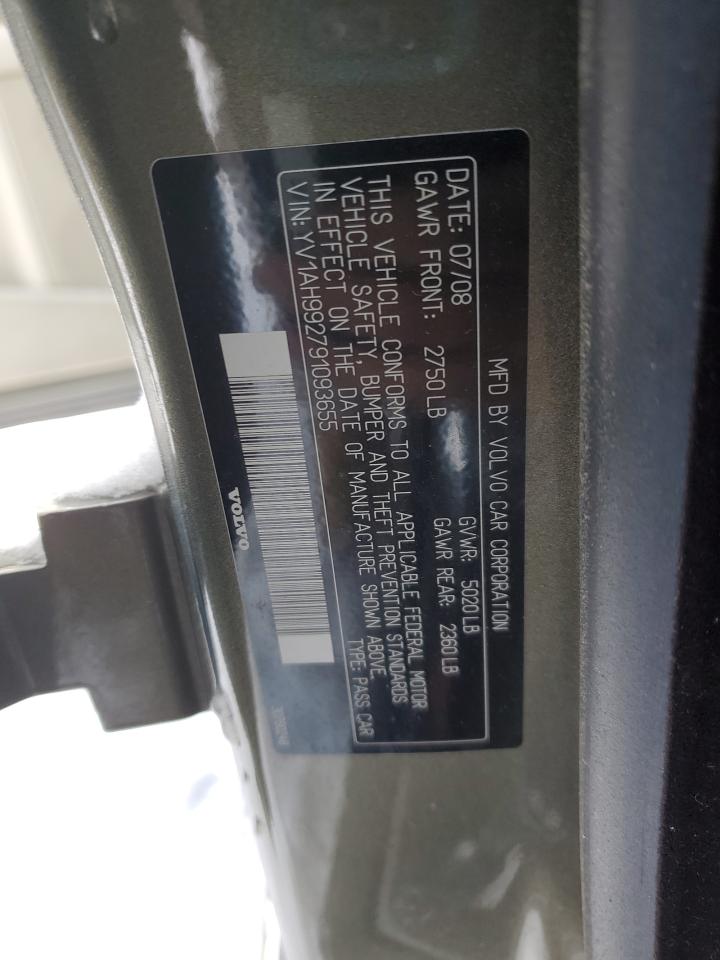 MFD BY VOLVO CAR CORPORATION
DATE: 07/08 GVWR: 5020 LB
GAWR FRONT: 2750 LB GAWR REAR: 2360 LB
THIS VEHICLE CONFORMS TO ALL APPLICABLE FEDERAL MOTOR
VEHICLE SAFETY, BUMPER AND THEFT PREVENTION STANDARDS
IN EFFECT ON THE DATE OF MANUFACTURE SHOWN ABOVE.
VIN: YV1AH992791093655 TYPE: PASS CAR
VOLVO